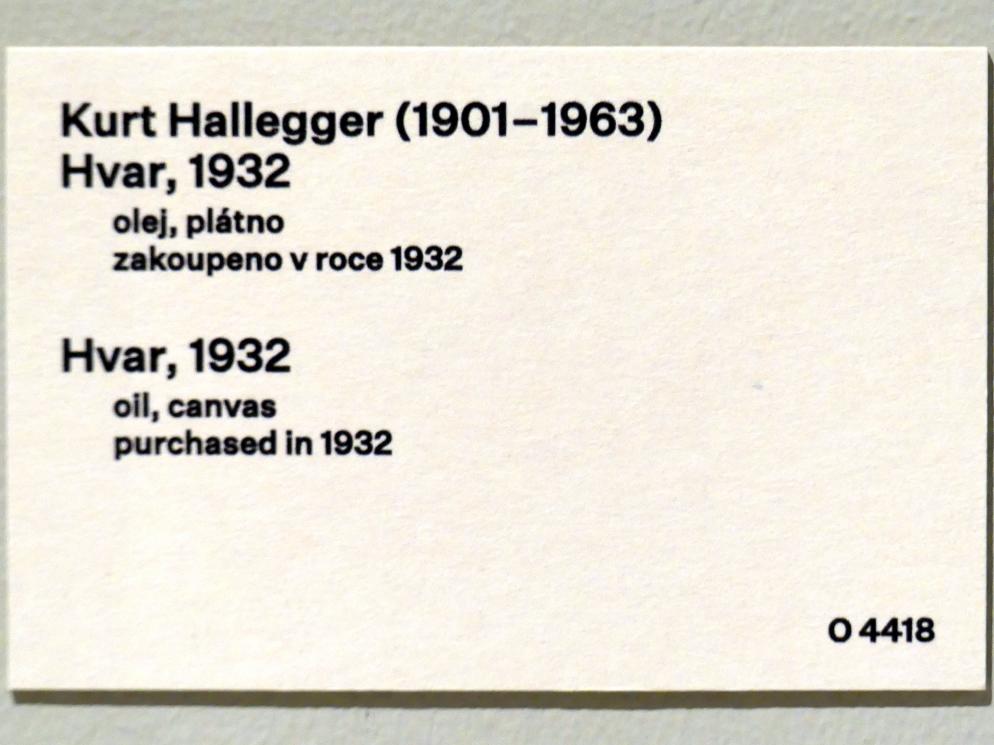 Kurt Hallegger (1901–1963)
Hvar, 1932
olej, plátno
zakoupeno v roce 1932
Hvar, 1932
oil, canvas
purchased in 1932
O 4418